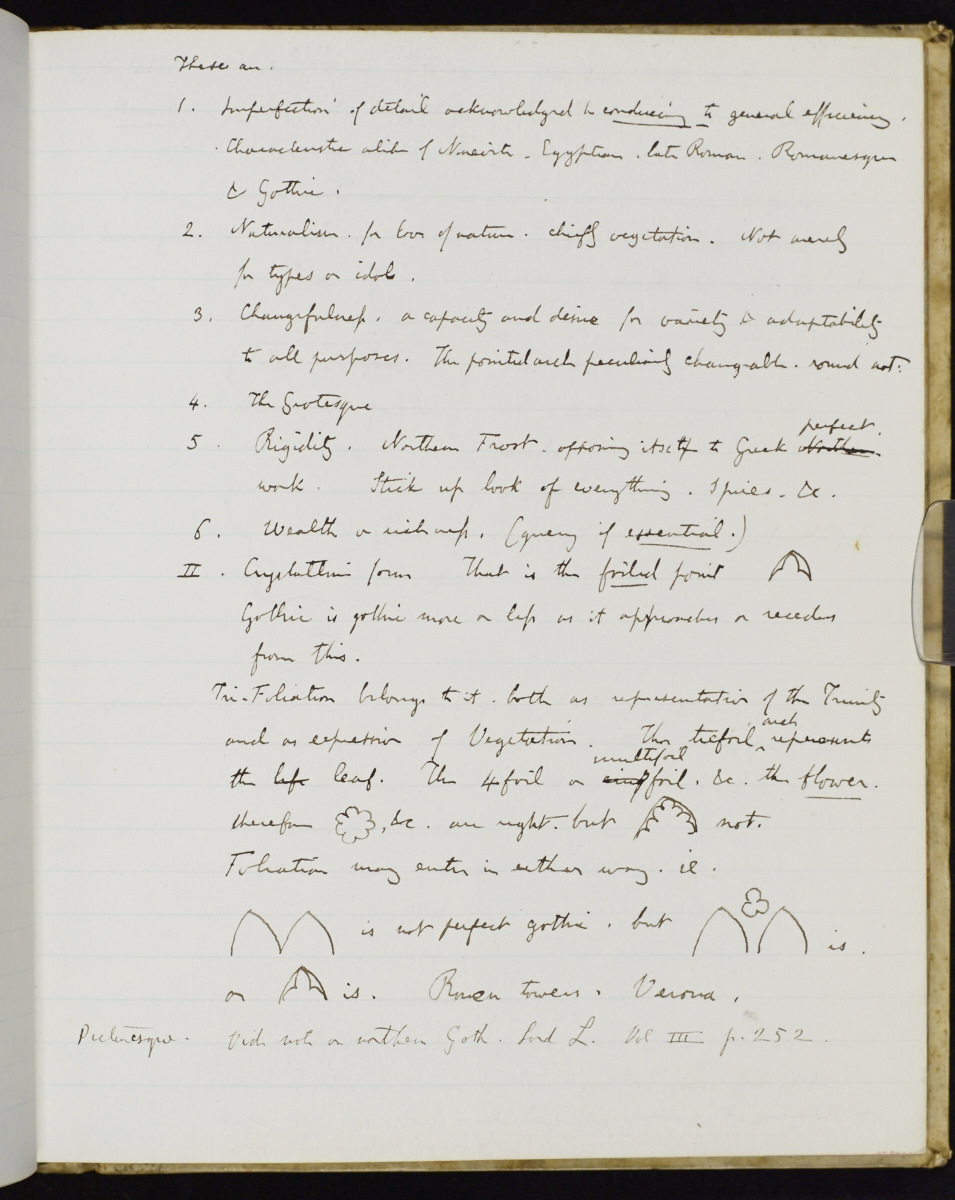 These are.
1. Imperfection of detail acknowledged & conducing to general efficiency.
Characteristic alike of Nineveh. Egyptian. late Roman. Romanesque
& Gothic.
2. Naturalism. for love of nature. chiefly vegetation. Not merely
for types or idols.
3. Changefulness. a capacity and desire for variety & adaptability
to all purposes. The pointed arch peculiarly changeable. round not.
4. The Grotesque
5. Rigidity. Northern Frost. opposing itself to Greek Northern perfect.
work. Stick up look of everything. Spires. &c.
6. Wealth or richness. (query if essential.)
II. Crystalline form That is the foiled point
Gothic is gothic more or less as it approaches or recedes
from this.
Tri-Foliation belongs to it. both as representation of the Trinity
and as expression of Vegetation. The trefoil arch represents
the lefe leaf. The 4foil or cinqfoil multifoil. &c. the flower.
therefore , &c. are right. but not.
Foliation may enter in either way. ie.
is not perfect gothic. but is.
or is. Rouen towers. Verona.
Picturesque. Vide note on northern Goth. Lord L. Vol III p. 252.